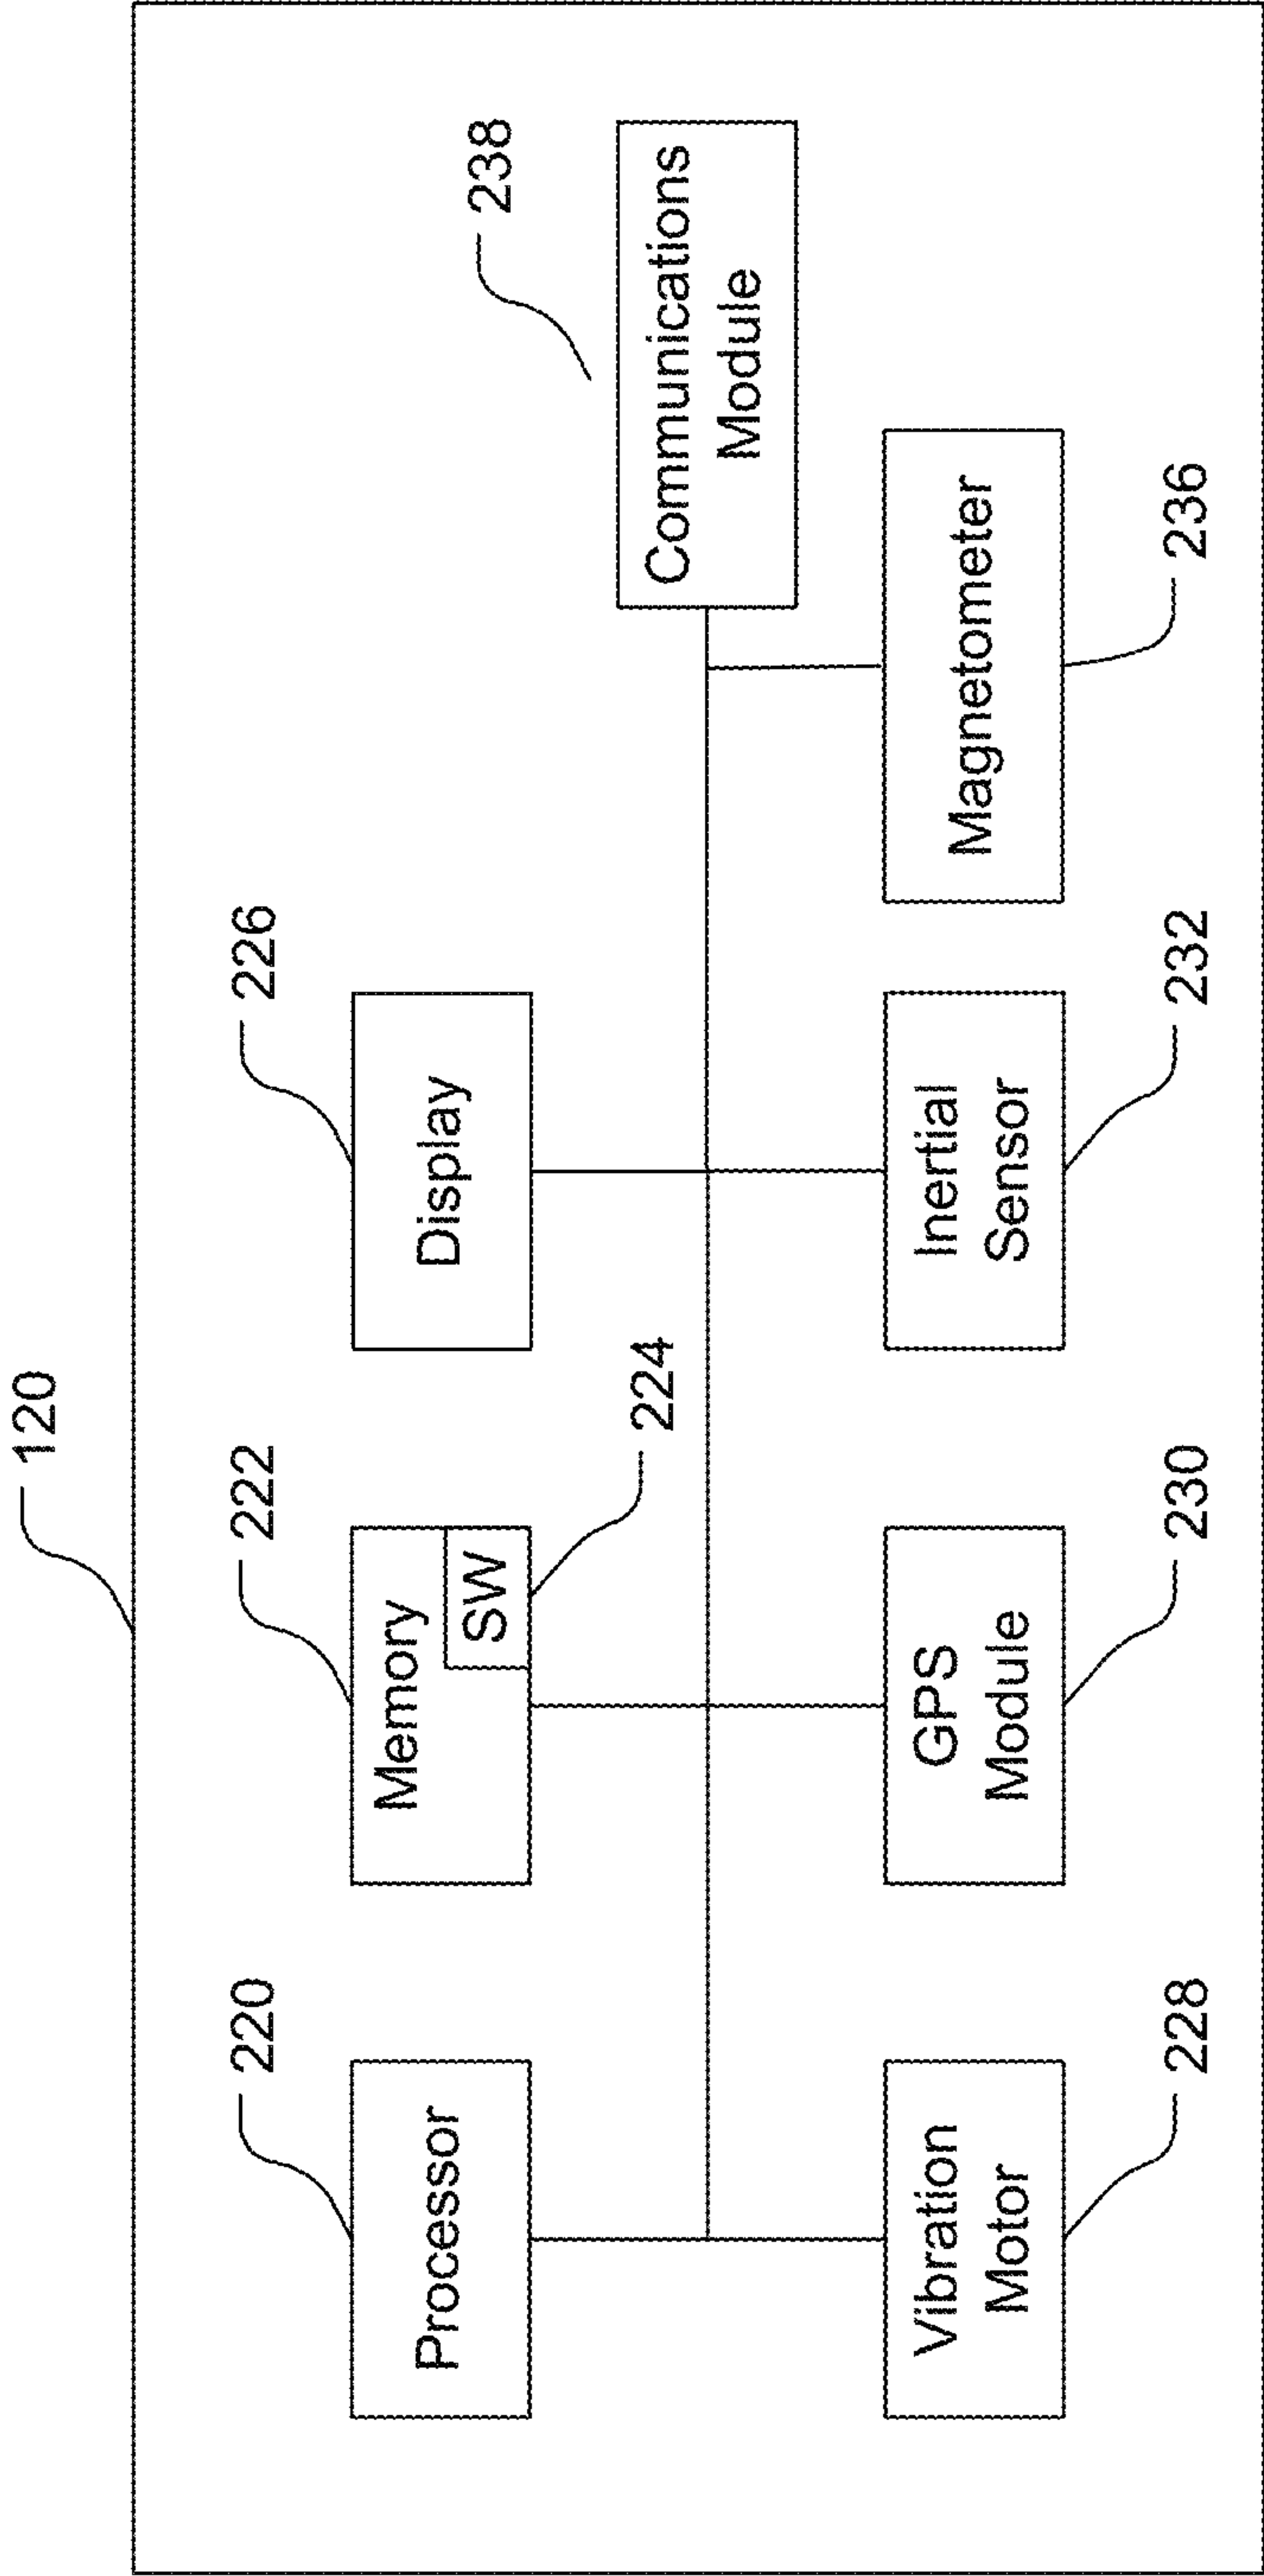 120
220
222
226
Processor
Memory
SW
224
Display
238
Communications
Module
Vibration
Motor
GPS
Module
Inertial
Sensor
Magnetometer
228
230
232
236